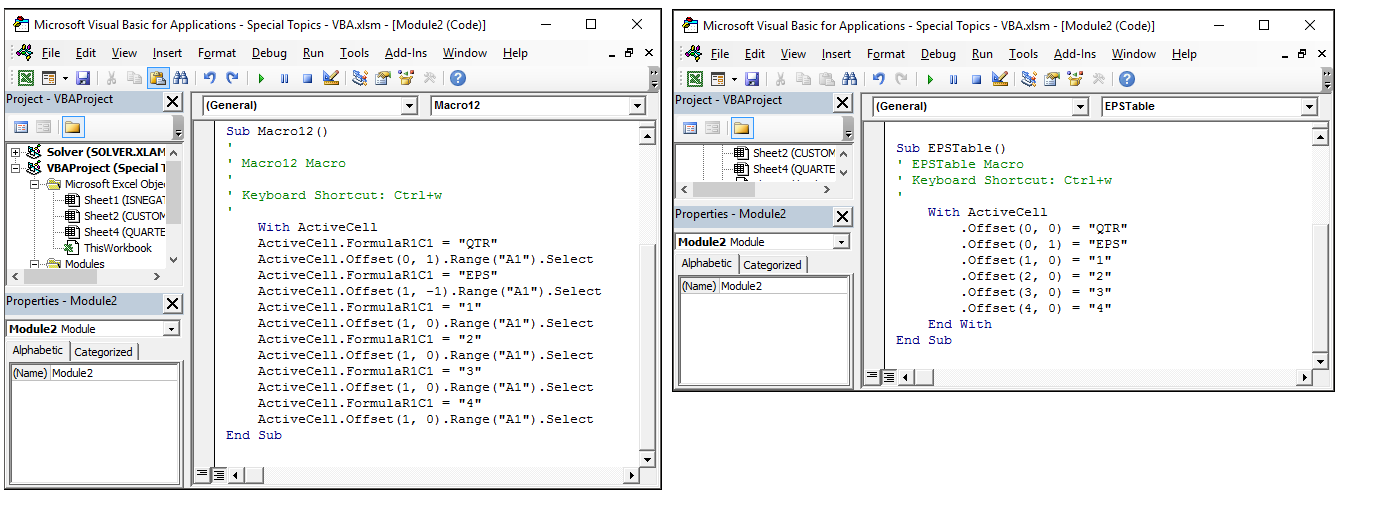 Microsoft Visual Basic for Applications - Special Topics - VBA.xlsm - [Module2 (Code)]
File Edit View Insert Format Debug Run Tools Add-Ins Window Help
Project - VBAProject
Solver (SOLVER.XLAM
VBAProject (Special T
Microsoft Excel Obje
Sheet1 (ISNEGAT
Sheet2 (CUSTOM
Sheet4 (QUARTE
ThisWorkbook
Modules
Properties - Module2
Module2 Module
Alphabetic Categorized
(Name) Module2
(General) Macro12
Sub Macro12()
'
' Macro12 Macro
'
' Keyboard Shortcut: Ctrl+w
'
With ActiveCell
ActiveCell.FormulaR1C1 = "QTR"
ActiveCell.Offset(0, 1).Range("A1").Select
ActiveCell.FormulaR1C1 = "EPS"
ActiveCell.Offset(1, -1).Range("A1").Select
ActiveCell.FormulaR1C1 = "1"
ActiveCell.Offset(1, 0).Range("A1").Select
ActiveCell.FormulaR1C1 = "2"
ActiveCell.Offset(1, 0).Range("A1").Select
ActiveCell.FormulaR1C1 = "3"
ActiveCell.Offset(1, 0).Range("A1").Select
ActiveCell.FormulaR1C1 = "4"
ActiveCell.Offset(1, 0).Range("A1").Select
End Sub
Microsoft Visual Basic for Applications - Special Topics - VBA.xlsm - [Module2 (Code)]
File Edit View Insert Format Debug Run Tools Add-Ins Window Help
Project - VBAProject
Sheet2 (CUSTOM
Sheet4 (QUARTE
Properties - Module2
Module2 Module
Alphabetic Categorized
(Name) Module2
(General) EPSTable
Sub EPSTable()
' EPSTable Macro
' Keyboard Shortcut: Ctrl+w
'
With ActiveCell
.Offset(0, 0) = "QTR"
.Offset(0, 1) = "EPS"
.Offset(1, 0) = "1"
.Offset(2, 0) = "2"
.Offset(3, 0) = "3"
.Offset(4, 0) = "4"
End With
End Sub